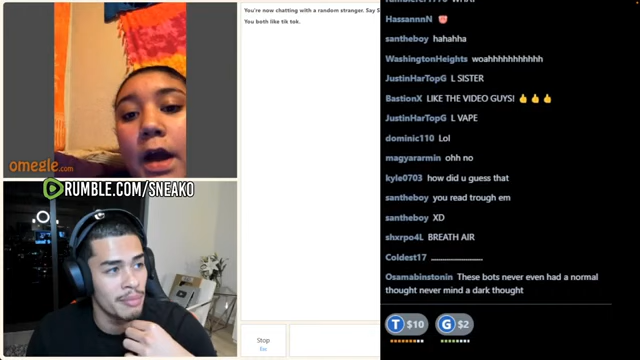 You're now chatting with a random stranger. Say
You both like tik tok.
omegle.com
RUMBLE.COM/SNEAKO
Stop
Esc
HassannnN
santheboy hahahha
WashingtonHeights woahhhhhhhhhhh
JustinHarTopG L SISTER
BastionX LIKE THE VIDEO GUYS!
JustinHarTopG L VAPE
dominic110 Lol
magyararmin ohh no
kyle0703 how did u guess that
santheboy you read trough em
santheboy XD
shxrpo4L BREATH AIR
Coldest17 ........................
Osamabinstonin These bots never even had a normal
thought never mind a dark thought
T $10
G $2